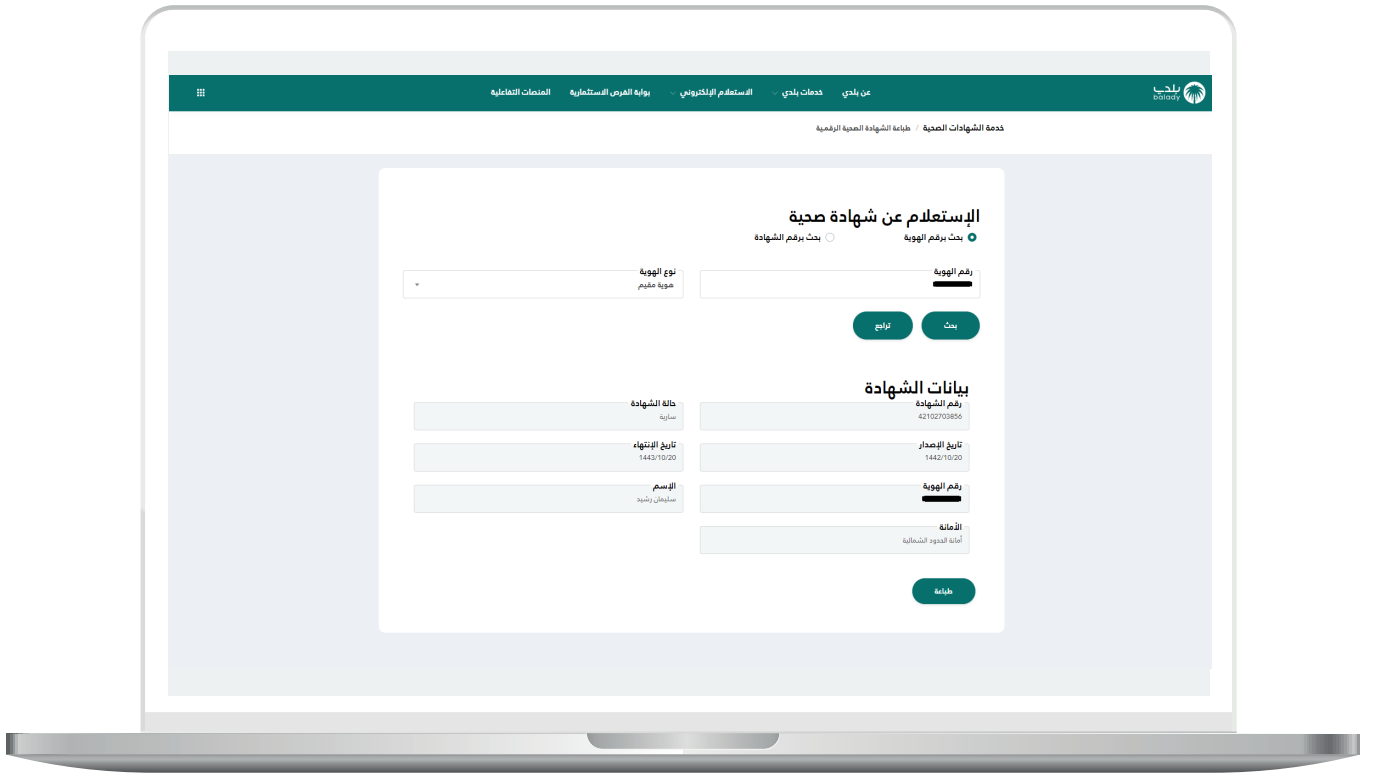 بلدي
balady
عن بلدي
خدمات بلدي
الاستعلام الإلكتروني
بوابة الفرص الاستثمارية
المنصات التفاعلية
خدمة الشهادات الصحية / طباعة الشهادة الصحية الرقمية
الإستعلام عن شهادة صحية
بحث برقم الهوية
بحث برقم الشهادة
رقم الهوية
نوع الهوية
هوية مقيم
بحث
تراجع
بيانات الشهادة
رقم الشهادة
42102703856
حالة الشهادة
سارية
تاريخ الإصدار
1442/10/20
تاريخ الإنتهاء
1443/10/20
رقم الهوية
الإسم
سليمان رشيد
الأمانة
أمانة الحدود الشمالية
طباعة